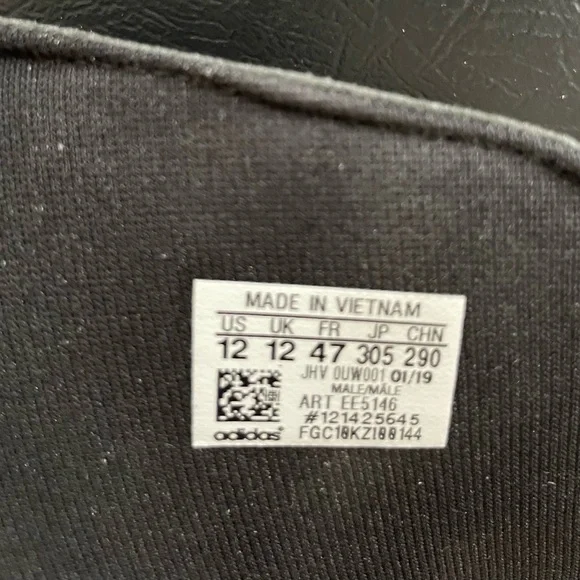 MADE IN VIETNAM
US UK FR JP CHN
12 12 47 305 290
JHV 0UW001 01/19
MALE/MÂLE
ART EE5146
#121425645
adidas